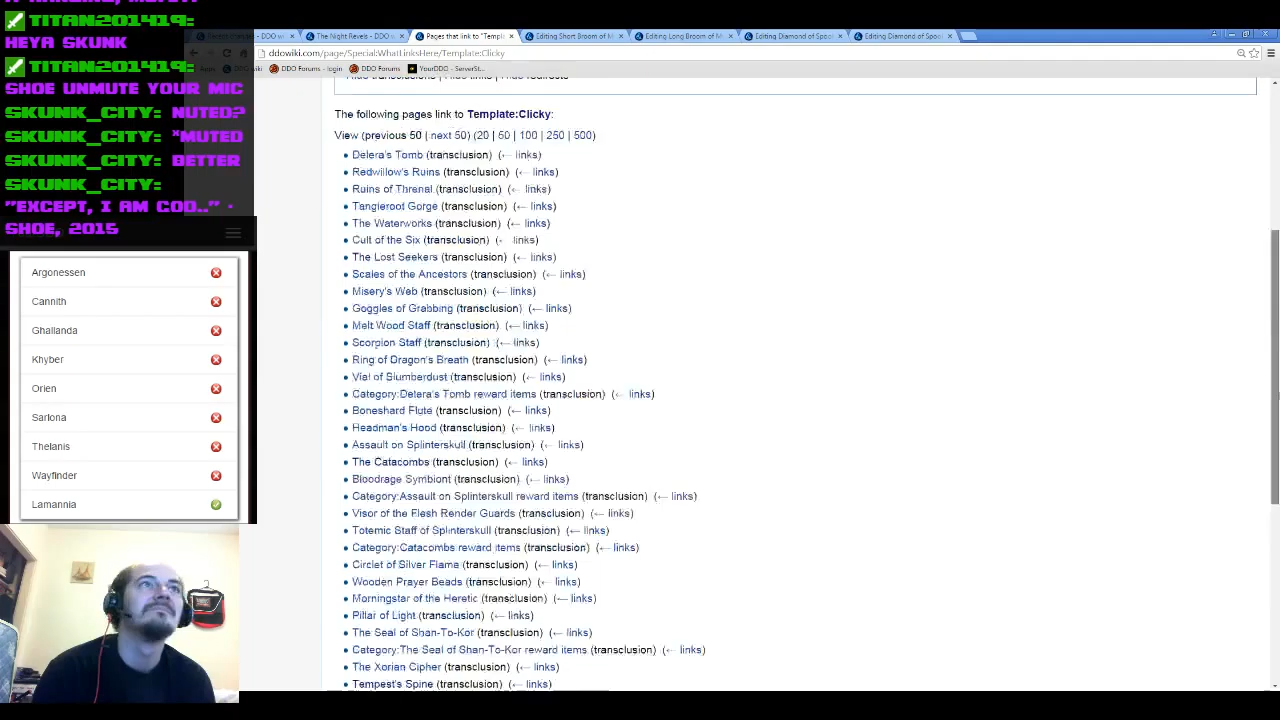 TITAN201419:
HEYA SKUNK
TITAN201419:
SHOE UNMUTE YOUR MIC
SKUNK_CITY: NUTED?
SKUNK_CITY: *MUTED
SKUNK_CITY: BETTER
SKUNK_CITY:
"EXCEPT, I AM COD.." -
SHOE, 2015
Argonessen
Cannith
Ghallanda
Khyber
Orien
Sarlona
Thelanis
Wayfinder
Lamannia
The Night Revels - DDO w
Pages that link to "Templ
Editing Short Broom of M
Editing Long Broom of M
Editing Diamond of Spool
Editing Diamond of Spool
ddowiki.com/page/Special:WhatLinksHere/Template:Clicky
DDO Forums - login
DDO Forums
YourDDO - ServerSt...
The following pages link to Template:Clicky:
View (previous 50 | next 50) (20 | 50 | 100 | 250 | 500)
Delera's Tomb (transclusion) (← links)
Redwillow's Ruins (transclusion) (← links)
Ruins of Threnal (transclusion) (← links)
Tangleroot Gorge (transclusion) (← links)
The Waterworks (transclusion) (← links)
Cult of the Six (transclusion) (← links)
The Lost Seekers (transclusion) (← links)
Scales of the Ancestors (transclusion) (← links)
Misery's Web (transclusion) (← links)
Goggles of Grabbing (transclusion) (← links)
Melt Wood Staff (transclusion) (← links)
Scorpion Staff (transclusion) (← links)
Ring of Dragon's Breath (transclusion) (← links)
Vial of Slumberdust (transclusion) (← links)
Category:Delera's Tomb reward items (transclusion) (← links)
Boneshard Flute (transclusion) (← links)
Headman's Hood (transclusion) (← links)
Assault on Splinterskull (transclusion) (← links)
The Catacombs (transclusion) (← links)
Bloodrage Symbiont (transclusion) (← links)
Category:Assault on Splinterskull reward items (transclusion) (← links)
Visor of the Flesh Render Guards (transclusion) (← links)
Totemic Staff of Splinterskull (transclusion) (← links)
Category:Catacombs reward items (transclusion) (← links)
Circlet of Silver Flame (transclusion) (← links)
Wooden Prayer Beads (transclusion) (← links)
Morningstar of the Heretic (transclusion) (← links)
Pillar of Light (transclusion) (← links)
The Seal of Shan-To-Kor (transclusion) (← links)
Category:The Seal of Shan-To-Kor reward items (transclusion) (← links)
The Xorian Cipher (transclusion) (← links)
Tempest's Spine (transclusion) (← links)